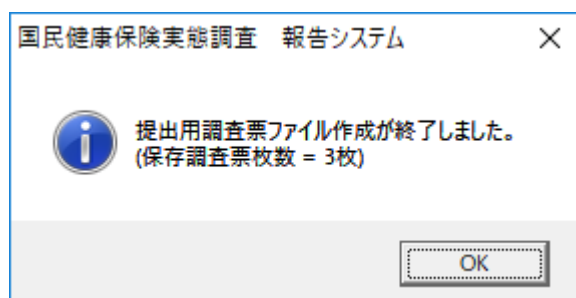 国民健康保険実態調査　報告システム
提出用調査票ファイル作成が終了しました。
(保存調査票枚数 = 3枚)
OK